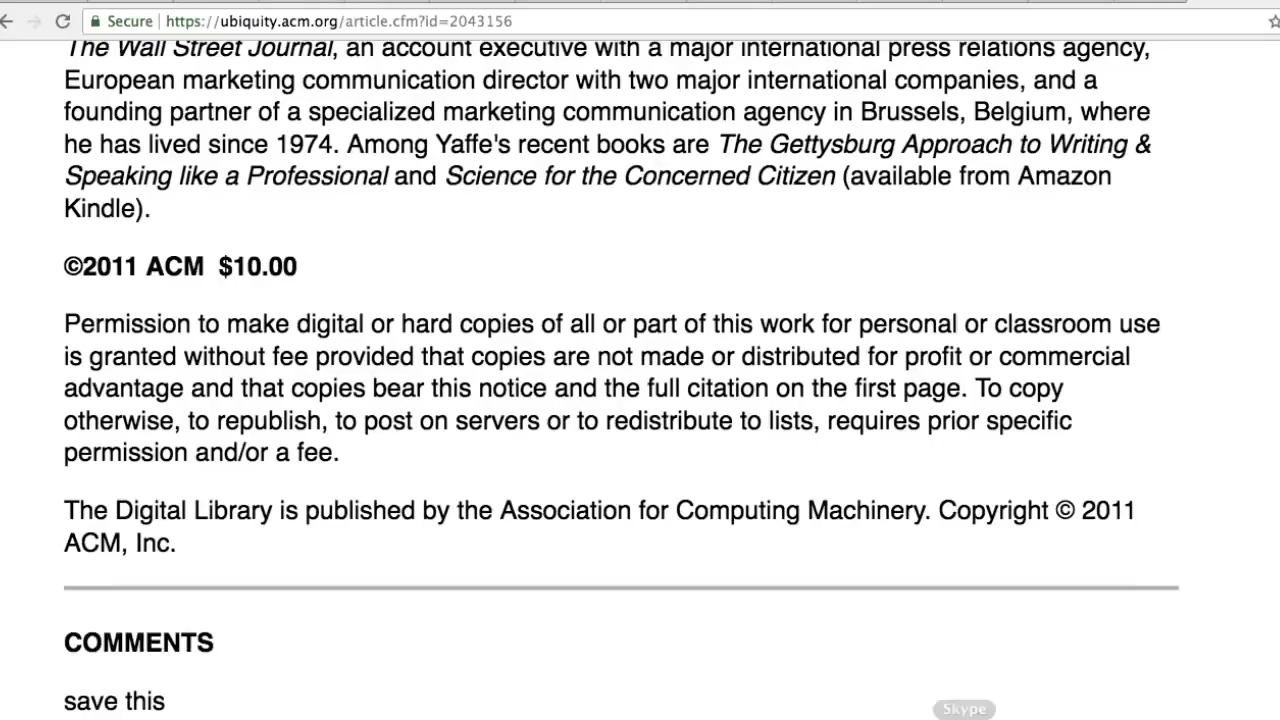 Secure | https://ubiquity.acm.org/article.cfm?id=2043156
The Wall Street Journal, an account executive with a major international press relations agency,
European marketing communication director with two major international companies, and a
founding partner of a specialized marketing communication agency in Brussels, Belgium, where
he has lived since 1974. Among Yaffe's recent books are The Gettysburg Approach to Writing &
Speaking like a Professional and Science for the Concerned Citizen (available from Amazon
Kindle).
©2011 ACM $10.00
Permission to make digital or hard copies of all or part of this work for personal or classroom use
is granted without fee provided that copies are not made or distributed for profit or commercial
advantage and that copies bear this notice and the full citation on the first page. To copy
otherwise, to republish, to post on servers or to redistribute to lists, requires prior specific
permission and/or a fee.
The Digital Library is published by the Association for Computing Machinery. Copyright © 2011
ACM, Inc.
COMMENTS
save this
Skype